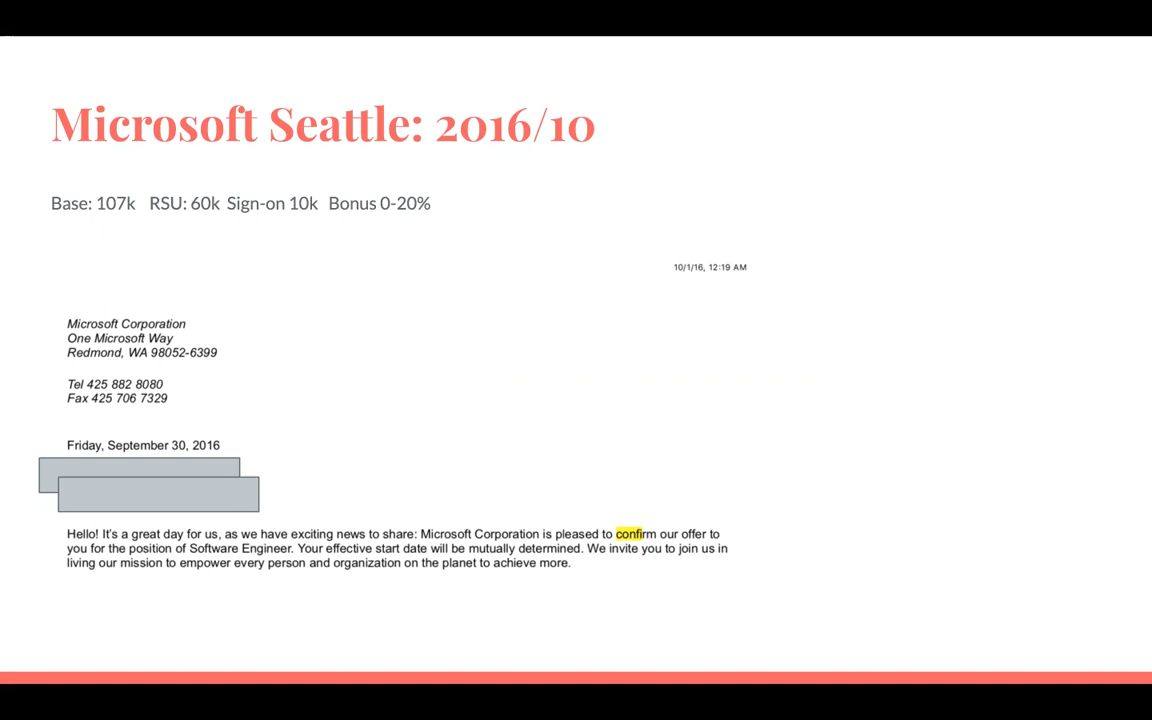 Microsoft Seattle: 2016/10
Base: 107k RSU: 60k Sign-on 10k Bonus 0-20%
10/1/16, 12:19 AM
Microsoft Corporation
One Microsoft Way
Redmond, WA 98052-6399
Tel 425 882 8080
Fax 425 706 7329
Friday, September 30, 2016
Hello! It's a great day for us, as we have exciting news to share: Microsoft Corporation is pleased to confirm our offer to
you for the position of Software Engineer. Your effective start date will be mutually determined. We invite you to join us in
living our mission to empower every person and organization on the planet to achieve more.